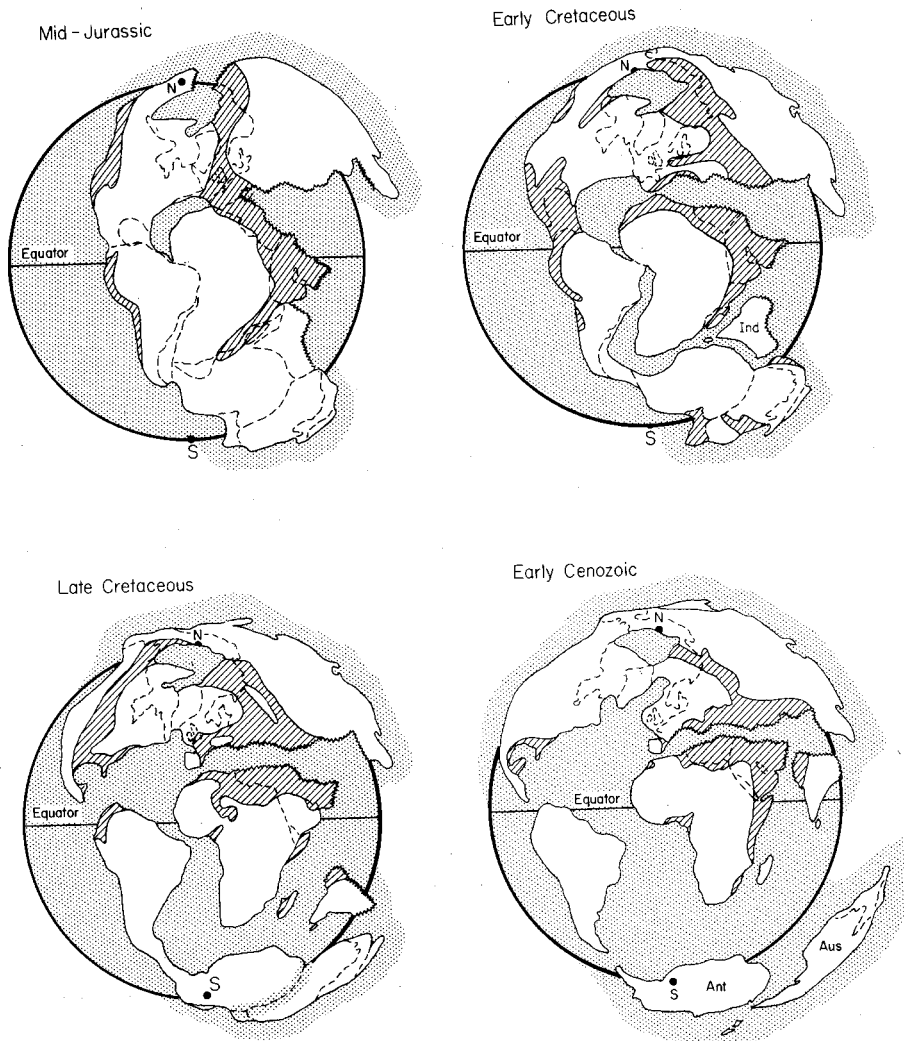 Mid-Jurassic
N
Equator
S
Early Cretaceous
N
Equator
Ind
S
Late Cretaceous
N
Equator
S
Early Cenozoic
N
Equator
Aus
S
Ant